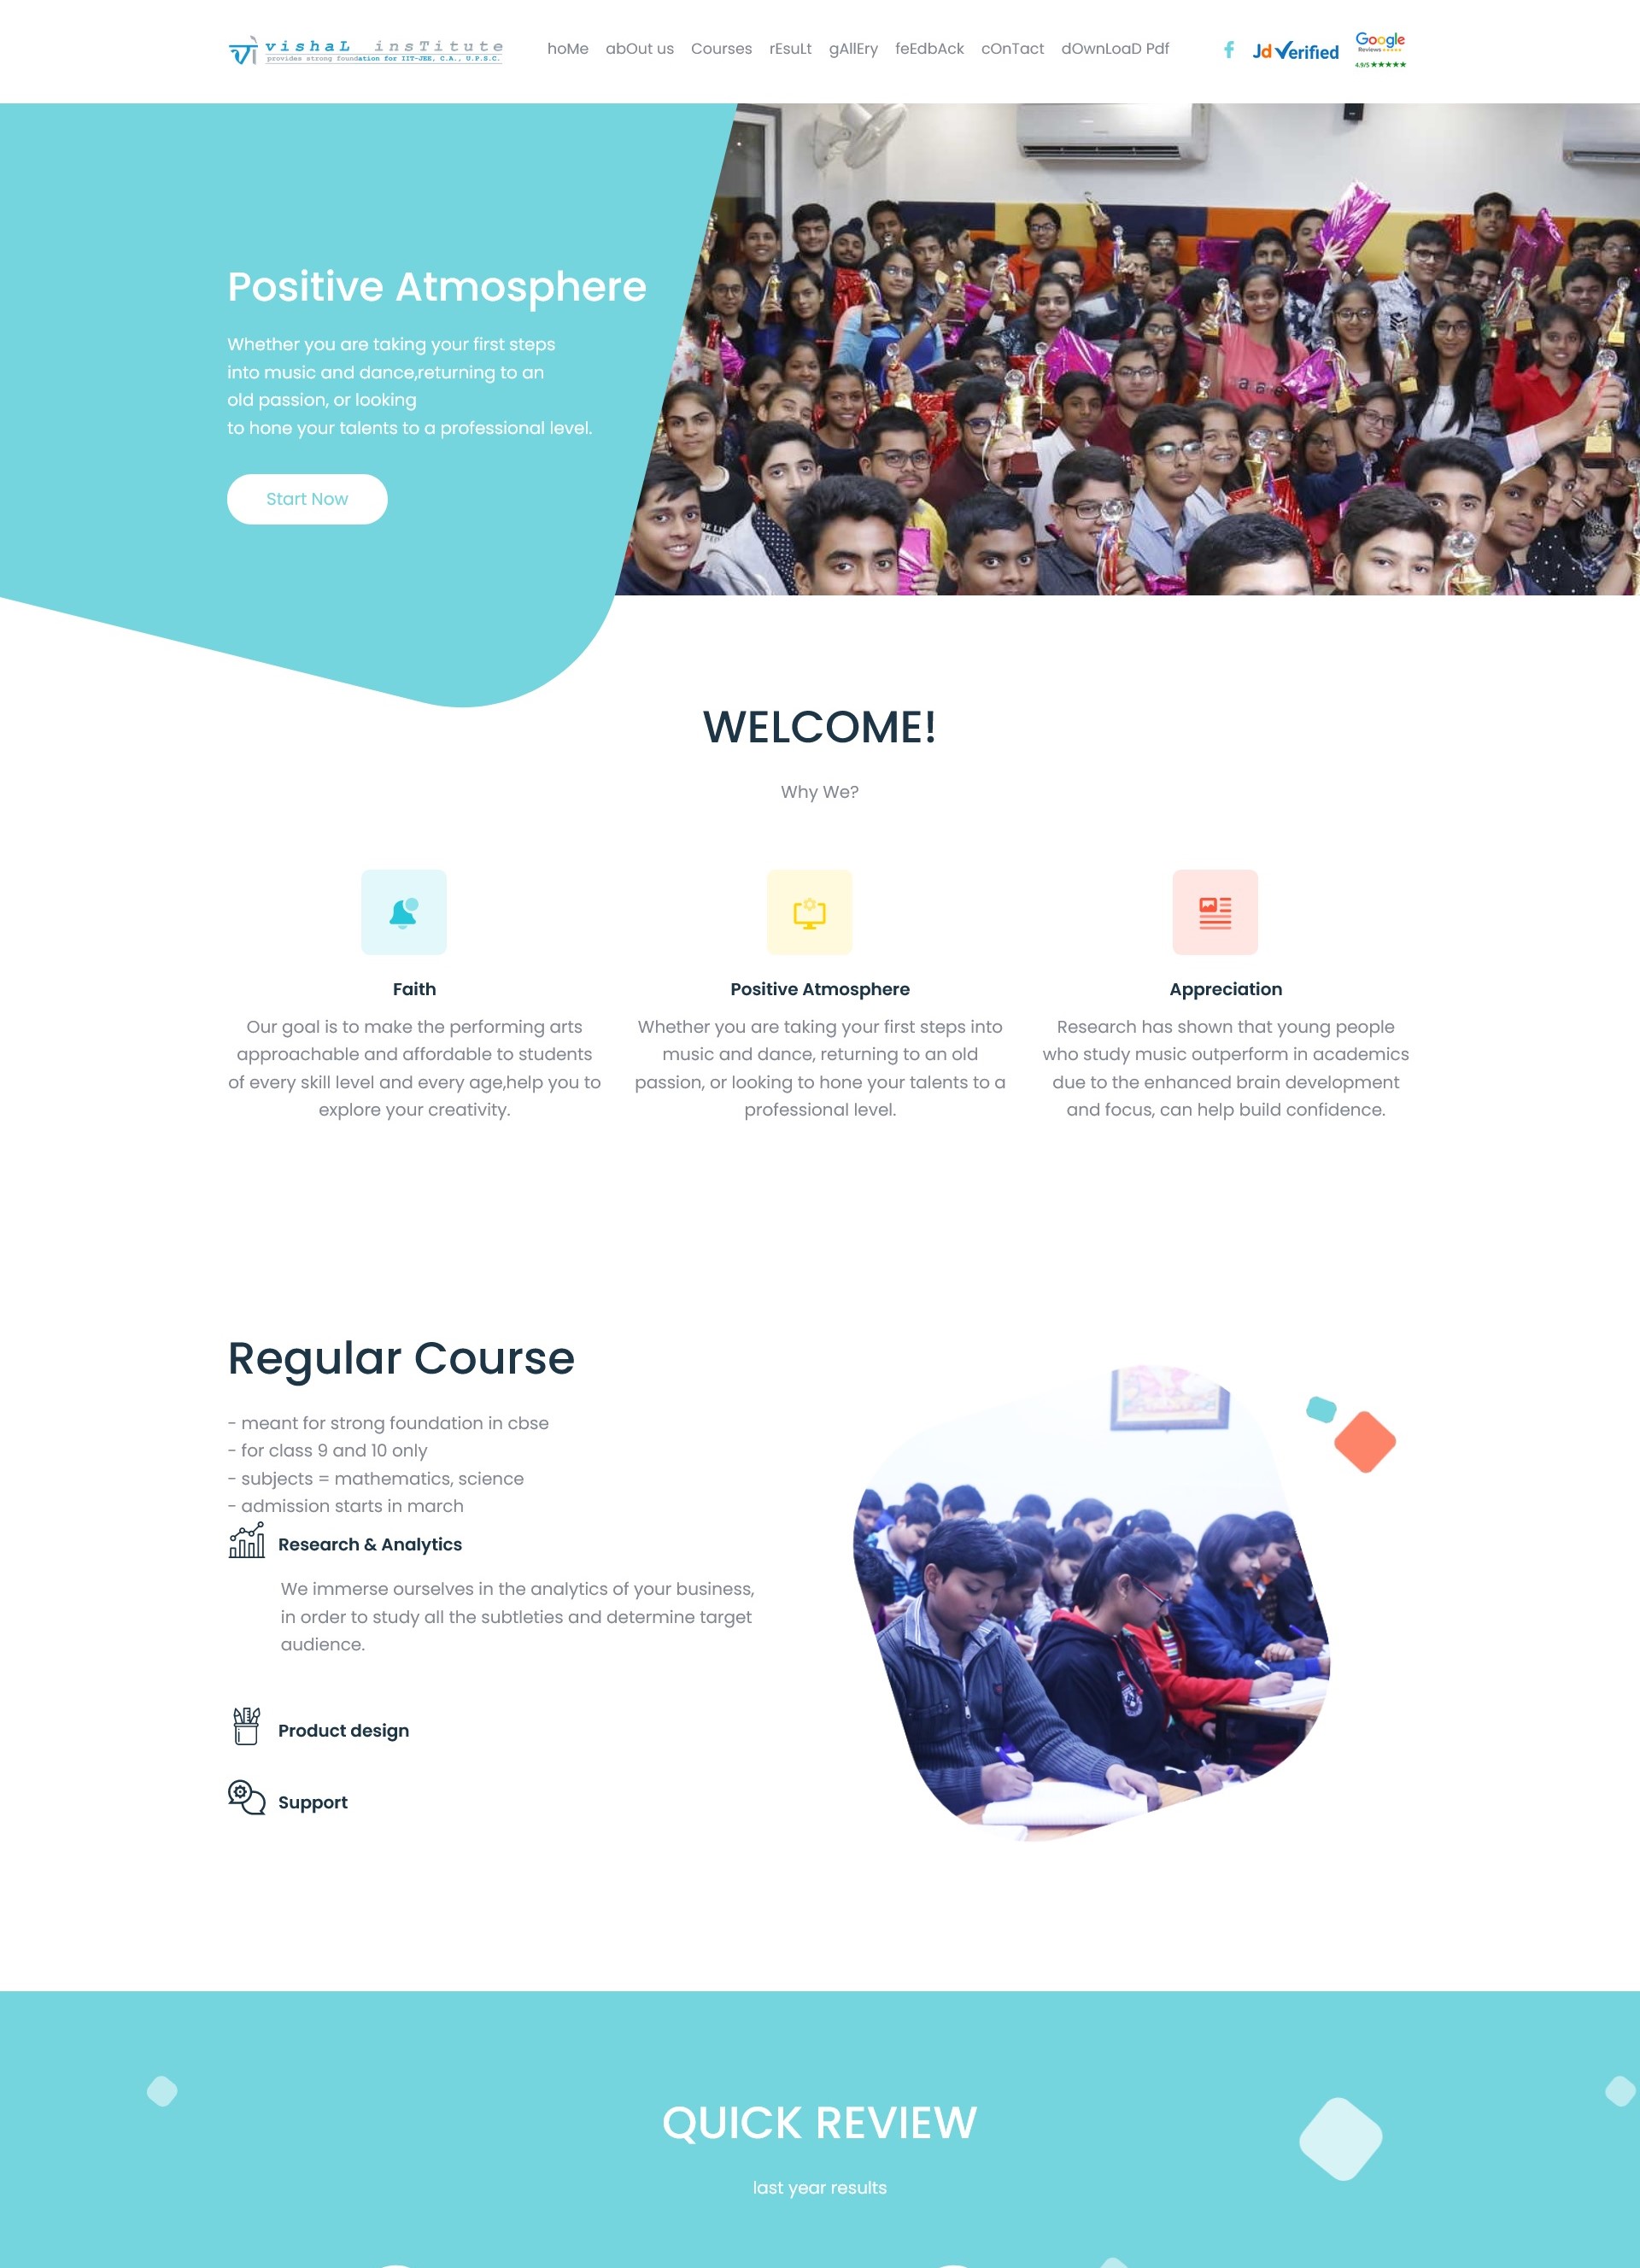 vishaL insTitute
provides strong foundation for IIT-JEE, C.A., U.P.S.C.
hoMe abOut us Courses rEsuLt gAllEry feEdbAck cOnTact dOwnLoaD Pdf
Jd Verified
Google
Reviews
4.9/5 ★★★★★
Positive Atmosphere
Whether you are taking your first steps
into music and dance,returning to an
old passion, or looking
to hone your talents to a professional level.
Start Now
WELCOME!
Why We?
Faith
Our goal is to make the performing arts
approachable and affordable to students
of every skill level and every age,help you to
explore your creativity.
Positive Atmosphere
Whether you are taking your first steps into
music and dance, returning to an old
passion, or looking to hone your talents to a
professional level.
Appreciation
Research has shown that young people
who study music outperform in academics
due to the enhanced brain development
and focus, can help build confidence.
Regular Course
- meant for strong foundation in cbse
- for class 9 and 10 only
- subjects = mathematics, science
- admission starts in march
Research & Analytics
We immerse ourselves in the analytics of your business,
in order to study all the subtleties and determine target
audience.
Product design
Support
QUICK REVIEW
last year results